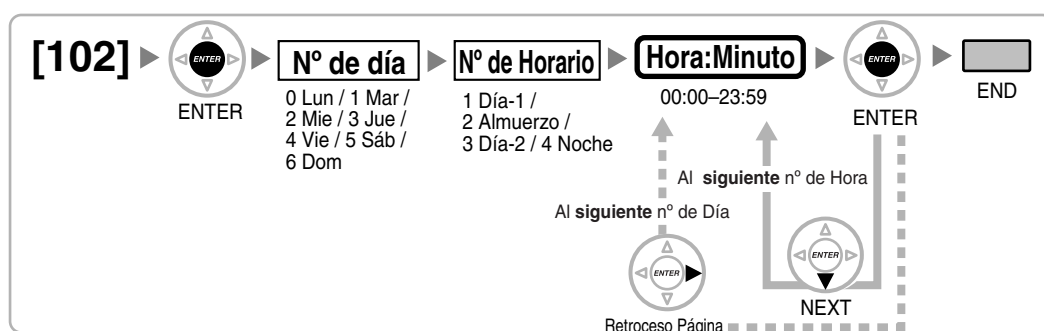 [102] ENTER Nº de día Nº de Horario Hora:Minuto ENTER END
ENTER
0 Lun / 1 Mar /
2 Mie / 3 Jue /
4 Vie / 5 Sáb /
6 Dom
1 Día-1 /
2 Almuerzo /
3 Día-2 / 4 Noche
00:00–23:59
ENTER
Al siguiente nº de Hora
Al siguiente nº de Día
ENTER
ENTER
NEXT
Retroceso Página